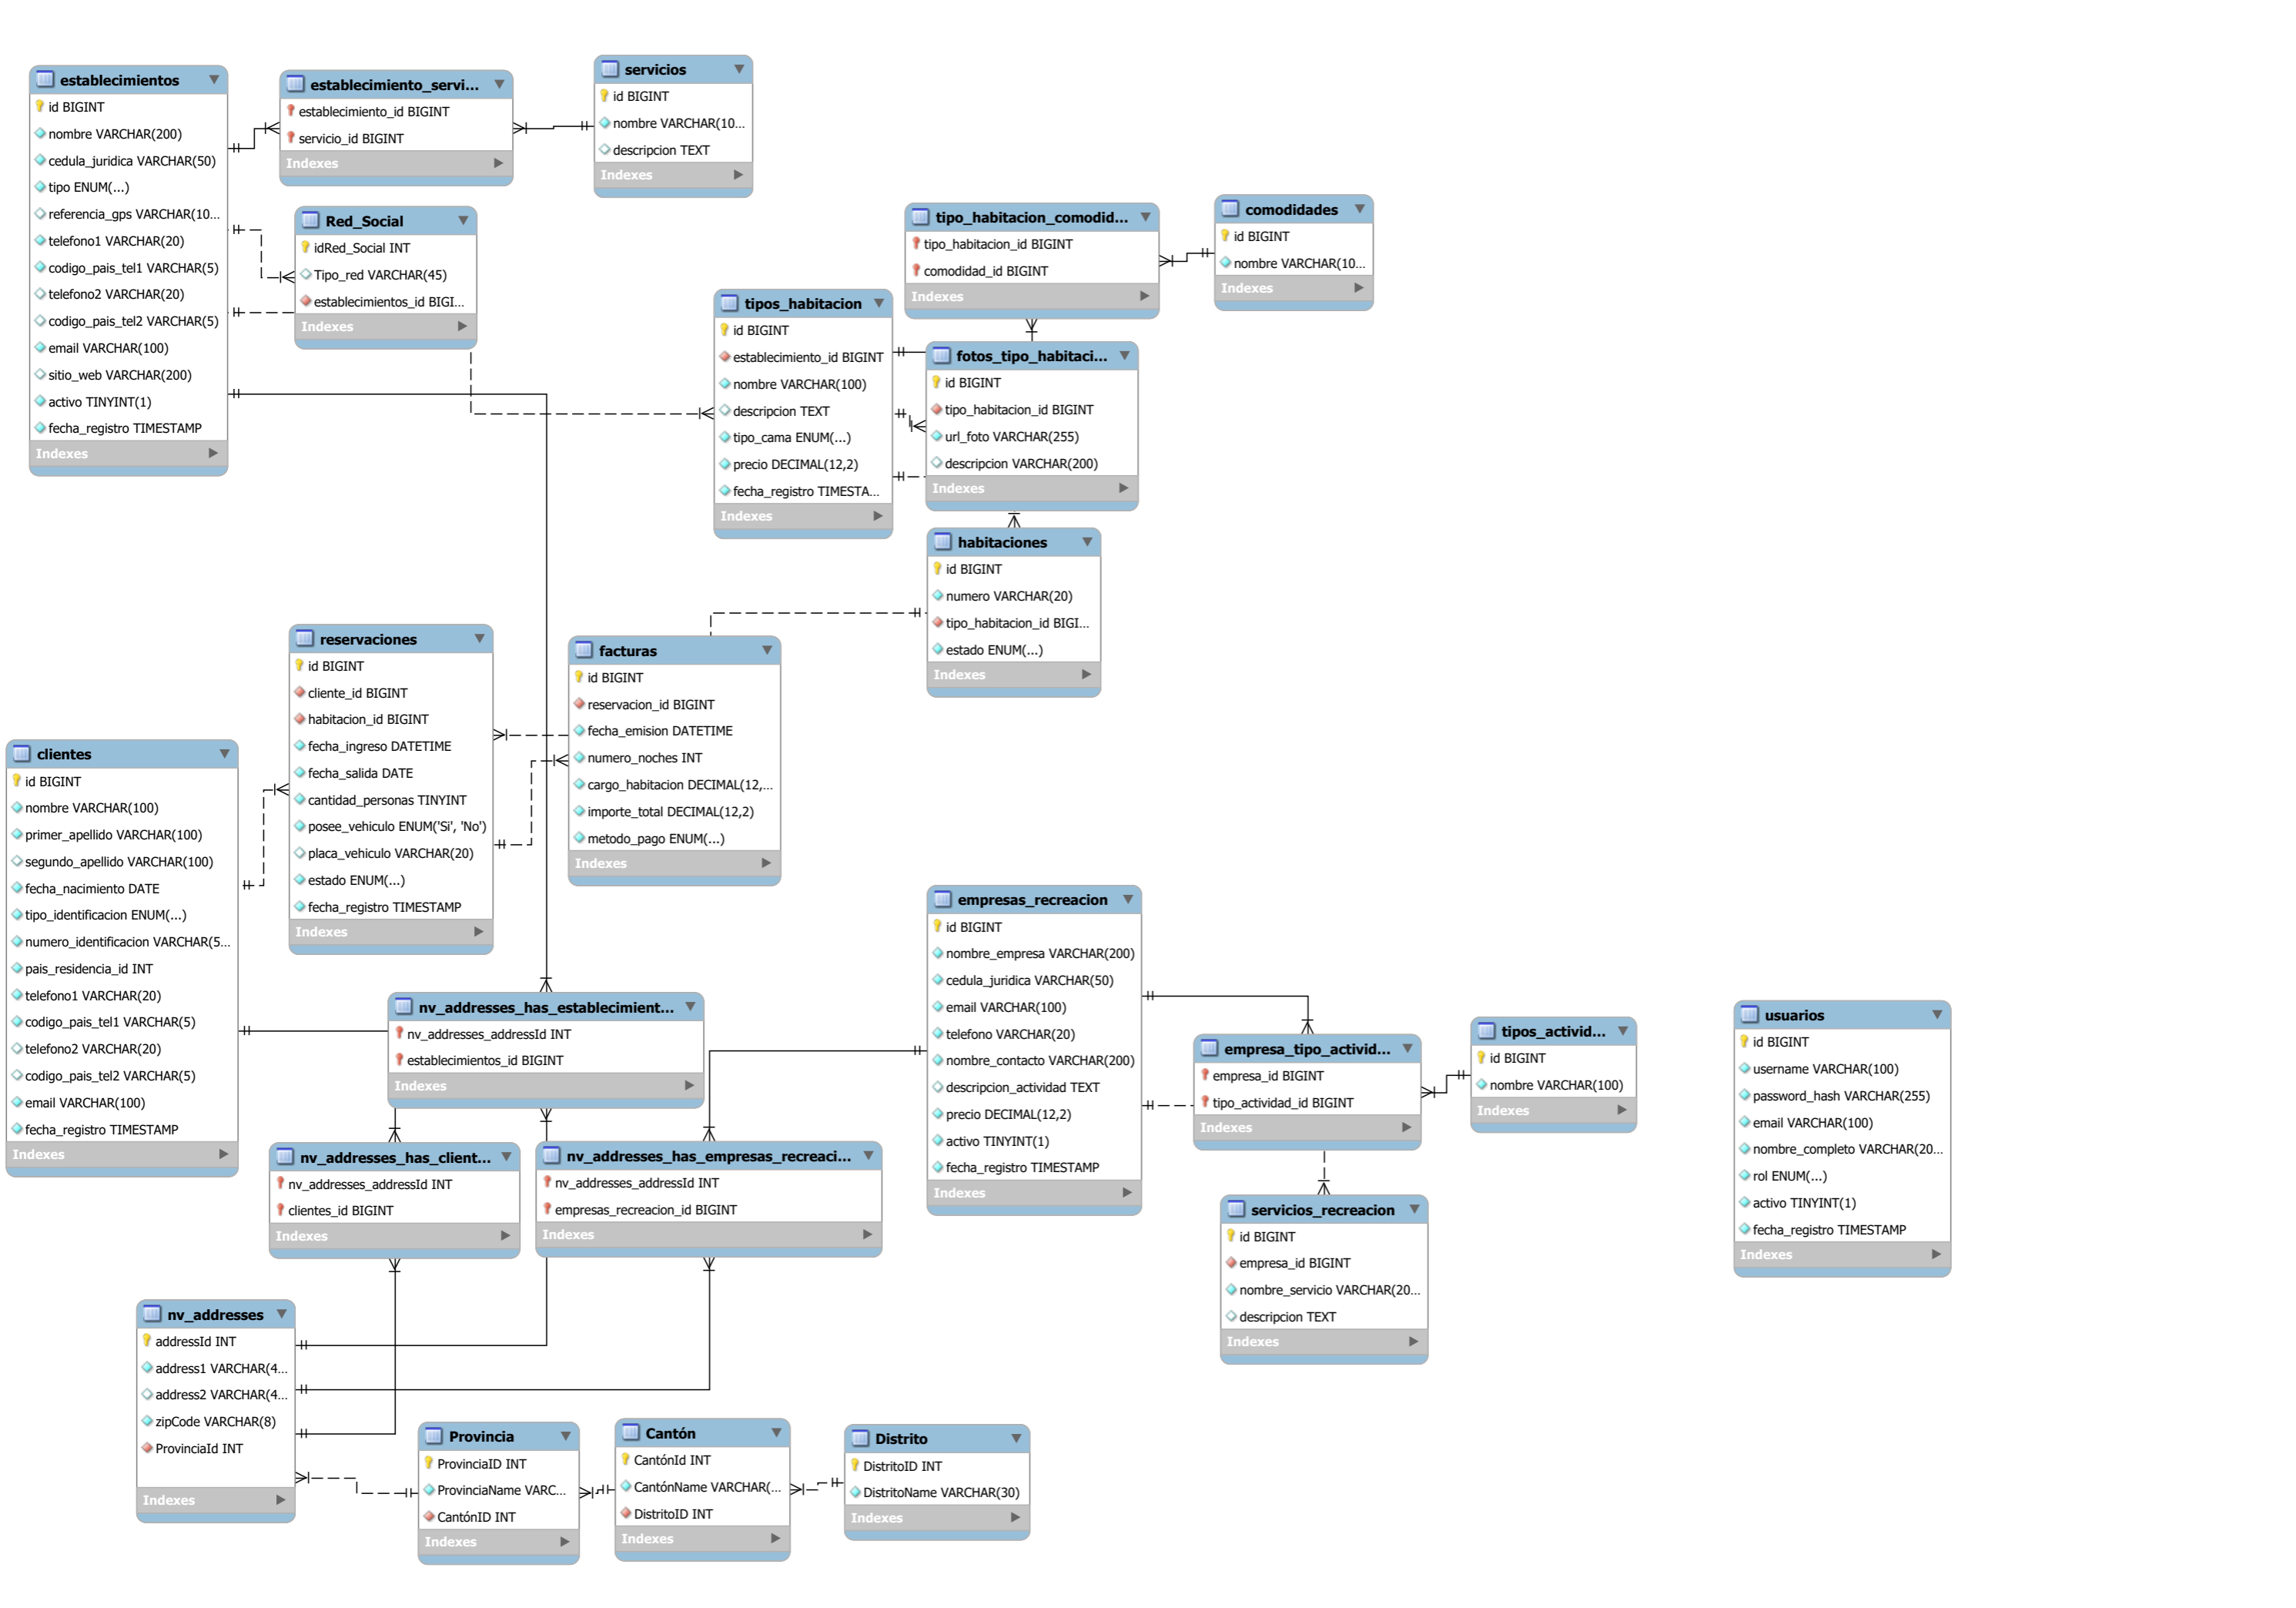 establecimientos
id BIGINT
nombre VARCHAR(200)
cedula_juridica VARCHAR(50)
tipo ENUM(...)
referencia_gps VARCHAR(10...
telefono1 VARCHAR(20)
codigo_pais_tel1 VARCHAR(5)
telefono2 VARCHAR(20)
codigo_pais_tel2 VARCHAR(5)
email VARCHAR(100)
sitio_web VARCHAR(200)
activo TINYINT(1)
fecha_registro TIMESTAMP
Indexes
establecimiento_servi...
establecimiento_id BIGINT
servicio_id BIGINT
Indexes
servicios
id BIGINT
nombre VARCHAR(10...
descripcion TEXT
Indexes
Red_Social
idRed_Social INT
Tipo_red VARCHAR(45)
establecimientos_id BIGI...
Indexes
tipo_habitacion_comodid...
tipo_habitacion_id BIGINT
comodidad_id BIGINT
Indexes
comodidades
id BIGINT
nombre VARCHAR(10...
Indexes
tipos_habitacion
id BIGINT
establecimiento_id BIGINT
nombre VARCHAR(100)
descripcion TEXT
tipo_cama ENUM(...)
precio DECIMAL(12,2)
fecha_registro TIMESTA...
Indexes
fotos_tipo_habitaci...
id BIGINT
tipo_habitacion_id BIGINT
url_foto VARCHAR(255)
descripcion VARCHAR(200)
Indexes
habitaciones
id BIGINT
numero VARCHAR(20)
tipo_habitacion_id BIGI...
estado ENUM(...)
Indexes
reservaciones
id BIGINT
cliente_id BIGINT
habitacion_id BIGINT
fecha_ingreso DATETIME
fecha_salida DATE
cantidad_personas TINYINT
posee_vehiculo ENUM('Si', 'No')
placa_vehiculo VARCHAR(20)
estado ENUM(...)
fecha_registro TIMESTAMP
Indexes
facturas
id BIGINT
reservacion_id BIGINT
fecha_emision DATETIME
numero_noches INT
cargo_habitacion DECIMAL(12,...
importe_total DECIMAL(12,2)
metodo_pago ENUM(...)
Indexes
clientes
id BIGINT
nombre VARCHAR(100)
primer_apellido VARCHAR(100)
segundo_apellido VARCHAR(100)
fecha_nacimiento DATE
tipo_identificacion ENUM(...)
numero_identificacion VARCHAR(5...
pais_residencia_id INT
telefono1 VARCHAR(20)
codigo_pais_tel1 VARCHAR(5)
telefono2 VARCHAR(20)
codigo_pais_tel2 VARCHAR(5)
email VARCHAR(100)
fecha_registro TIMESTAMP
Indexes
nv_addresses_has_establecimient...
nv_addresses_addressId INT
establecimientos_id BIGINT
Indexes
nv_addresses_has_client...
nv_addresses_addressId INT
clientes_id BIGINT
Indexes
nv_addresses_has_empresas_recreaci...
nv_addresses_addressId INT
empresas_recreacion_id BIGINT
Indexes
empresas_recreacion
id BIGINT
nombre_empresa VARCHAR(200)
cedula_juridica VARCHAR(50)
email VARCHAR(100)
telefono VARCHAR(20)
nombre_contacto VARCHAR(200)
descripcion_actividad TEXT
precio DECIMAL(12,2)
activo TINYINT(1)
fecha_registro TIMESTAMP
Indexes
empresa_tipo_activid...
empresa_id BIGINT
tipo_actividad_id BIGINT
Indexes
tipos_activid...
id BIGINT
nombre VARCHAR(100)
Indexes
usuarios
id BIGINT
username VARCHAR(100)
password_hash VARCHAR(255)
email VARCHAR(100)
nombre_completo VARCHAR(20...
rol ENUM(...)
activo TINYINT(1)
fecha_registro TIMESTAMP
Indexes
servicios_recreacion
id BIGINT
empresa_id BIGINT
nombre_servicio VARCHAR(20...
descripcion TEXT
Indexes
nv_addresses
addressId INT
address1 VARCHAR(4...
address2 VARCHAR(4...
zipCode VARCHAR(8)
ProvinciaId INT
Indexes
Provincia
ProvinciaID INT
ProvinciaName VARC...
CantónID INT
Indexes
Cantón
CantónId INT
CantónName VARCHAR(...
DistritoID INT
Indexes
Distrito
DistritoID INT
DistritoName VARCHAR(30)
Indexes